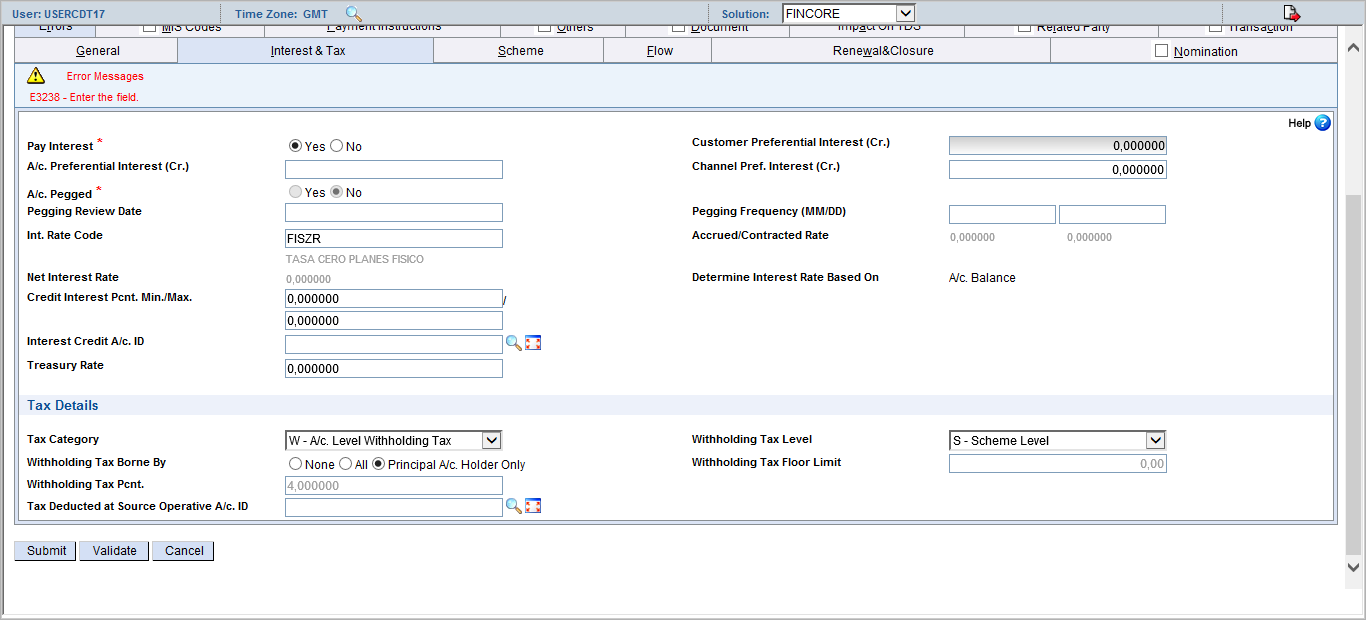 User: USERCDT17 Time Zone: GMT Solution: FINCORE
Errors MIS Codes Payment Instructions Others Document Impact On TDS Related Party Transaction
General Interest & Tax Scheme Flow Renewal&Closure Nomination
Error Messages
E3238 - Enter the field.
Help ?
Pay Interest * Yes No Customer Preferential Interest (Cr.) 0,000000
A/c. Preferential Interest (Cr.) Channel Pref. Interest (Cr.) 0,000000
A/c. Pegged * Yes No
Pegging Review Date Pegging Frequency (MM/DD)
Int. Rate Code FISZR Accrued/Contracted Rate 0,000000 0,000000
TASA CERO PLANES FISICO
Net Interest Rate 0,000000 Determine Interest Rate Based On A/c. Balance
Credit Interest Pcnt. Min./Max. 0,000000 /
0,000000
Interest Credit A/c. ID
Treasury Rate 0,000000
Tax Details
Tax Category W - A/c. Level Withholding Tax Withholding Tax Level S - Scheme Level
Withholding Tax Borne By None All Principal A/c. Holder Only Withholding Tax Floor Limit 0,00
Withholding Tax Pcnt. 4,000000
Tax Deducted at Source Operative A/c. ID
Submit Validate Cancel